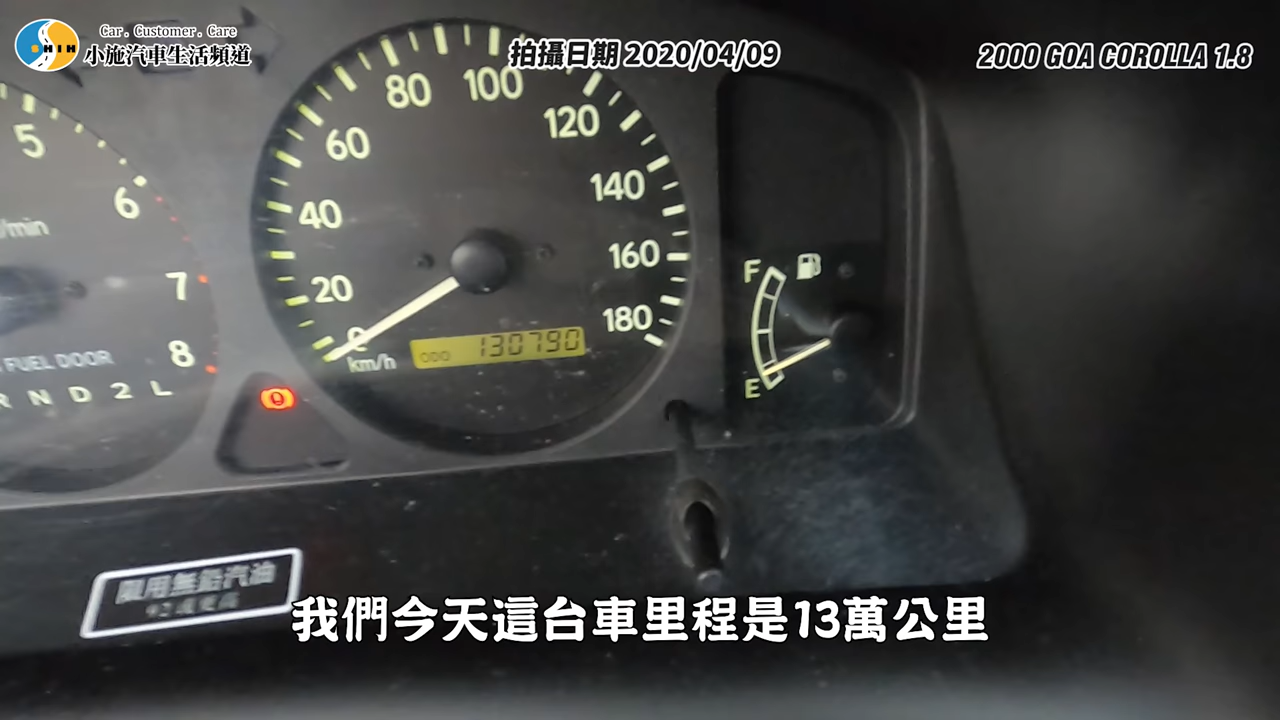 Car . Customer . Care
SHIH
小施汽車生活頻道
拍攝日期 2020/04/09
2000 GOA COROLLA 1.8
5
6
7
8
/min
FUEL DOOR
R N D 2 L
0
20
40
60
80
100
120
140
160
180
km/h
ODO 130790
F
E
限用無鉛汽油
我們今天這台車里程是13萬公里